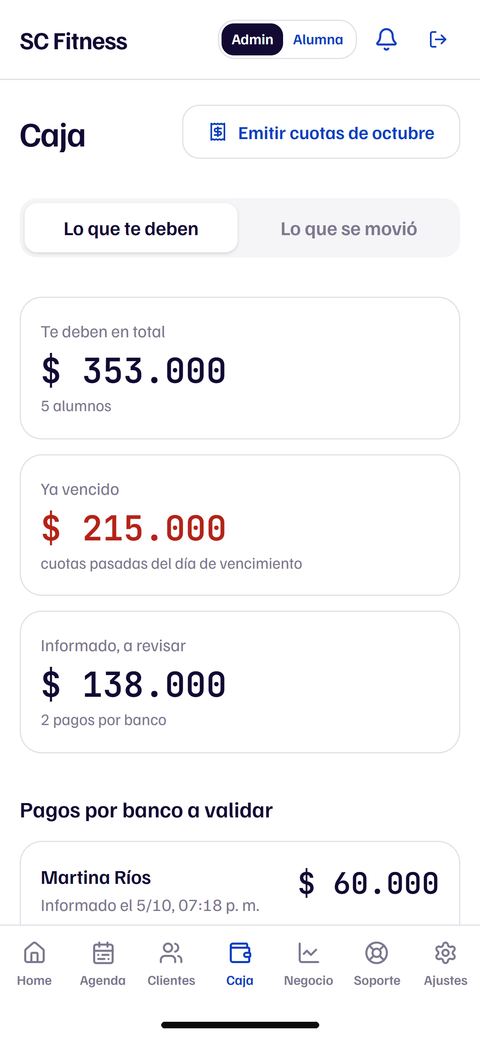 SC Fitness
Admin Alumna
Caja
Emitir cuotas de octubre
Lo que te deben Lo que se movió
Te deben en total
$ 353.000
5 alumnos
Ya vencido
$ 215.000
cuotas pasadas del día de vencimiento
Informado, a revisar
$ 138.000
2 pagos por banco
Pagos por banco a validar
Martina Ríos $ 60.000
Informado el 5/10, 07:18 p. m.
Home Agenda Clientes Caja Negocio Soporte Ajustes